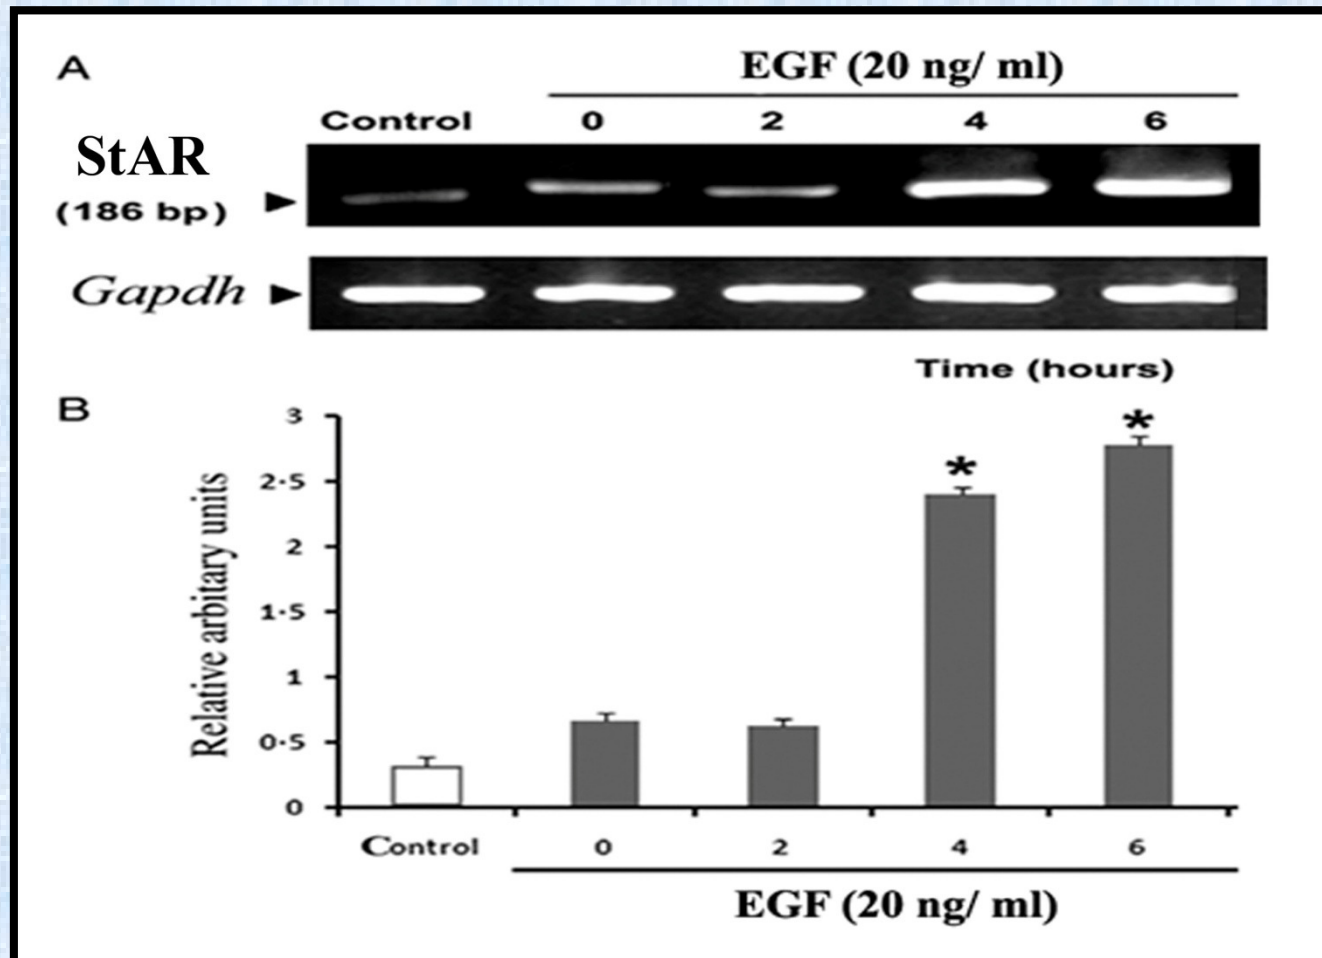 A
EGF (20 ng/ ml)
Control 0 2 4 6
StAR
(186 bp)
Gapdh
Time (hours)
B
Relative arbitary units
3
2·5
2
1·5
1
0·5
0
* *
Control 0 2 4 6
EGF (20 ng/ ml)